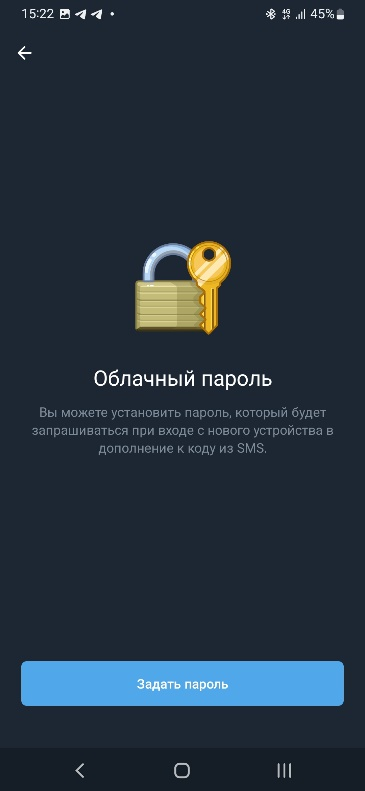 15:22
4G
45%
Облачный пароль
Вы можете установить пароль, который будет
запрашиваться при входе с нового устройства в
дополнение к коду из SMS.
Задать пароль